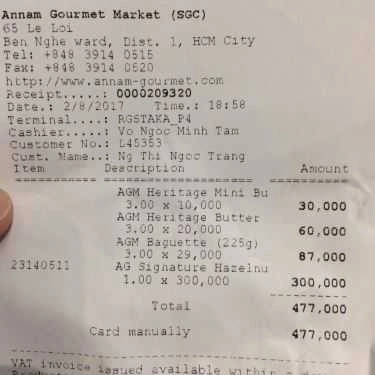 Annam Gourmet Market (SGC)
65 Le Loi
Ben Nghe ward, Dist. 1, HCM City
Tel: +848 3914 0515
Fax: +848 3914 0520
http://www.annam-gourmet.com
Receipt.....: 0000209320
Date.: 2/8/2017 Time.: 18:58
Terminal....: RGSTAKA_P4
Cashier.....: Vo Ngoc Minh Tam
Customer No.: L45353
Cust. Name..: Ng Thi Ngoc Trang
Item Description Amount
AGM Heritage Mini Bu
3.00 x 10,000 30,000
AGM Heritage Butter
3.00 x 20,000 60,000
AGM Baguette (225g)
3.00 x 29,000 87,000
23140511 AG Signature Hazelnu
1.00 x 300,000 300,000
Total 477,000
Card manually 477,000
VAT invoice issued available within